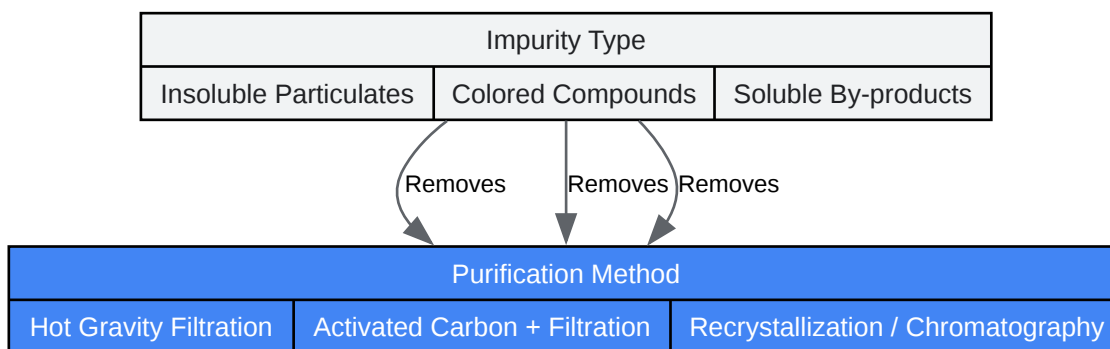 Impurity Type
Insoluble Particulates Colored Compounds Soluble By-products
Removes Removes Removes
Purification Method
Hot Gravity Filtration Activated Carbon + Filtration Recrystallization / Chromatography